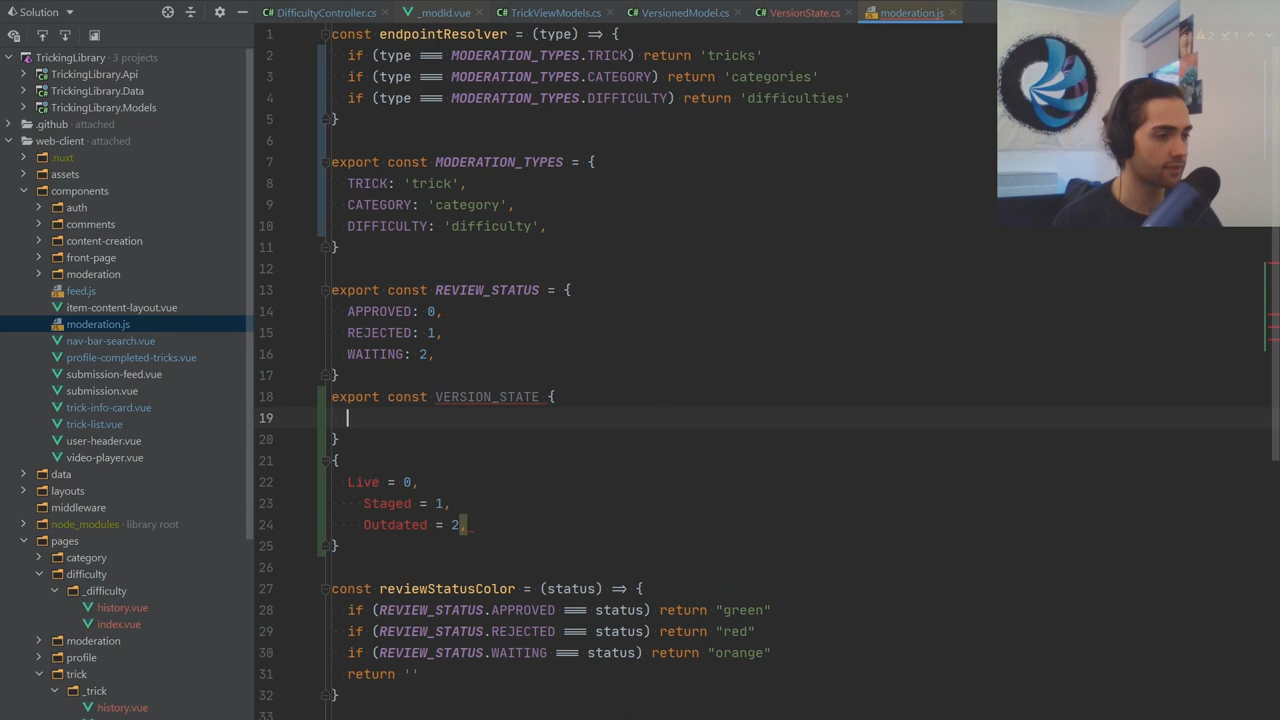 Solution
DifficultyController.cs
_modId.vue
TrickViewModels.cs
VersionedModel.cs
VersionState.cs
moderation.js
TrickingLibrary 3 projects
TrickingLibrary.Api
TrickingLibrary.Data
TrickingLibrary.Models
.github attached
web-client attached
.nuxt
assets
components
auth
comments
content-creation
front-page
moderation
feed.js
item-content-layout.vue
moderation.js
nav-bar-search.vue
profile-completed-tricks.vue
submission-feed.vue
submission.vue
trick-info-card.vue
trick-list.vue
user-header.vue
video-player.vue
data
layouts
middleware
node_modules library root
pages
category
difficulty
_difficulty
history.vue
index.vue
moderation
profile
trick
_trick
history.vue
1 const endpointResolver = (type) => {
2 if (type === MODERATION_TYPES.TRICK) return 'tricks'
3 if (type === MODERATION_TYPES.CATEGORY) return 'categories'
4 if (type === MODERATION_TYPES.DIFFICULTY) return 'difficulties'
5 }
6
7 export const MODERATION_TYPES = {
8 TRICK: 'trick',
9 CATEGORY: 'category',
10 DIFFICULTY: 'difficulty',
11 }
12
13 export const REVIEW_STATUS = {
14 APPROVED: 0,
15 REJECTED: 1,
16 WAITING: 2,
17 }
18 export const VERSION_STATE {
19
20 }
21 {
22 Live = 0,
23 Staged = 1,
24 Outdated = 2,
25 }
26
27 const reviewStatusColor = (status) => {
28 if (REVIEW_STATUS.APPROVED === status) return "green"
29 if (REVIEW_STATUS.REJECTED === status) return "red"
30 if (REVIEW_STATUS.WAITING === status) return "orange"
31 return ''
32 }
33
2 1